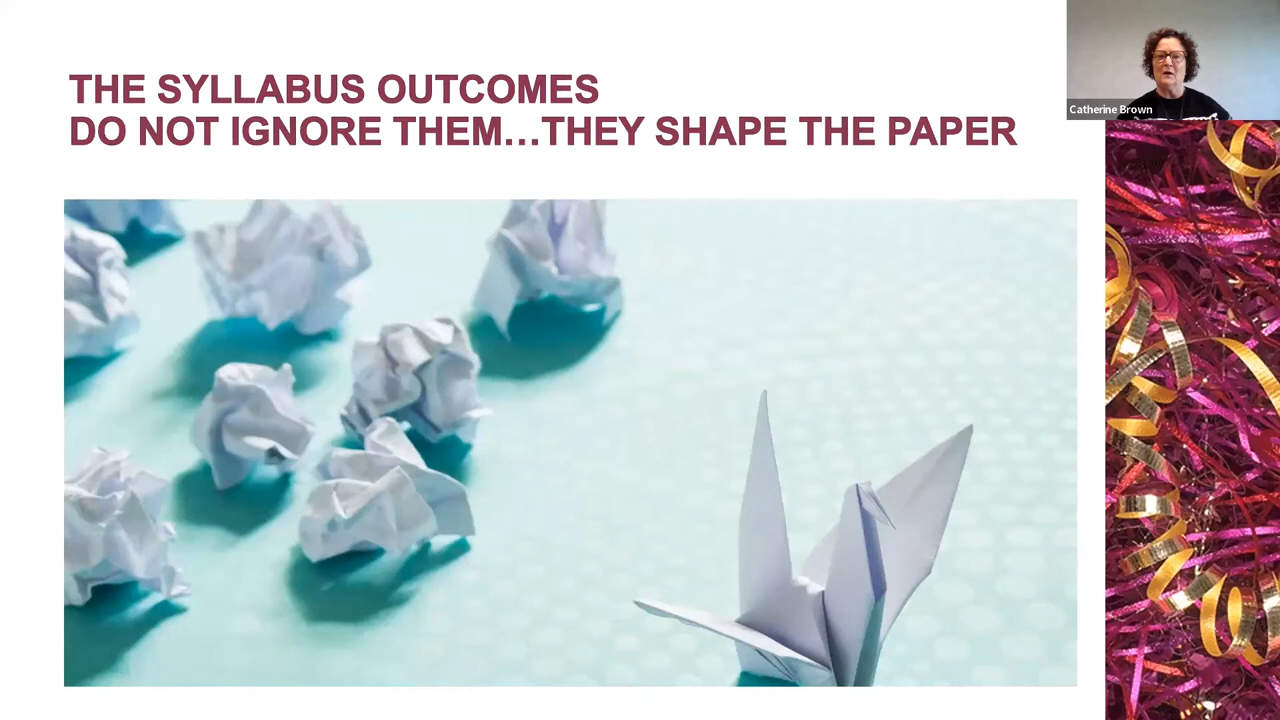 THE SYLLABUS OUTCOMES
DO NOT IGNORE THEM...THEY SHAPE THE PAPER
Catherine Brown